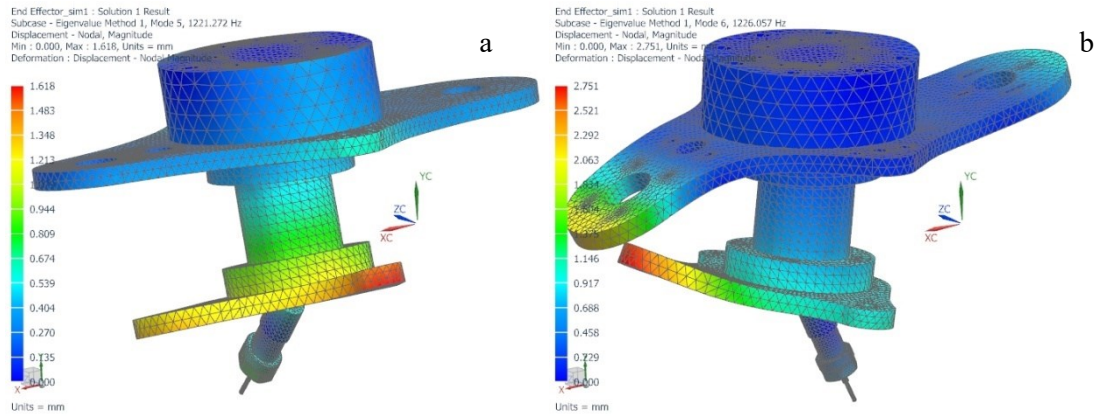 End Effector_sim1 : Solution 1 Result
Subcase - Eigenvalue Method 1, Mode 5, 1221.272 Hz
Displacement - Nodal, Magnitude
Min : 0.000, Max : 1.618, Units = mm
Deformation : Displacement - Nodal Magnitude
a
1.618
1.483
1.348
1.213
0.944
0.809
0.674
0.539
0.404
0.270
0.135
0.000
Units = mm
YC
ZC
XC
X
End Effector_sim1 : Solution 1 Result
Subcase - Eigenvalue Method 1, Mode 6, 1226.057 Hz
Displacement - Nodal, Magnitude
Min : 0.000, Max : 2.751, Units = mm
Deformation : Displacement - Nodal Magnitude
b
2.751
2.521
2.292
2.063
1.146
0.917
0.688
0.458
0.229
0.000
Units = mm
YC
ZC
XC
X